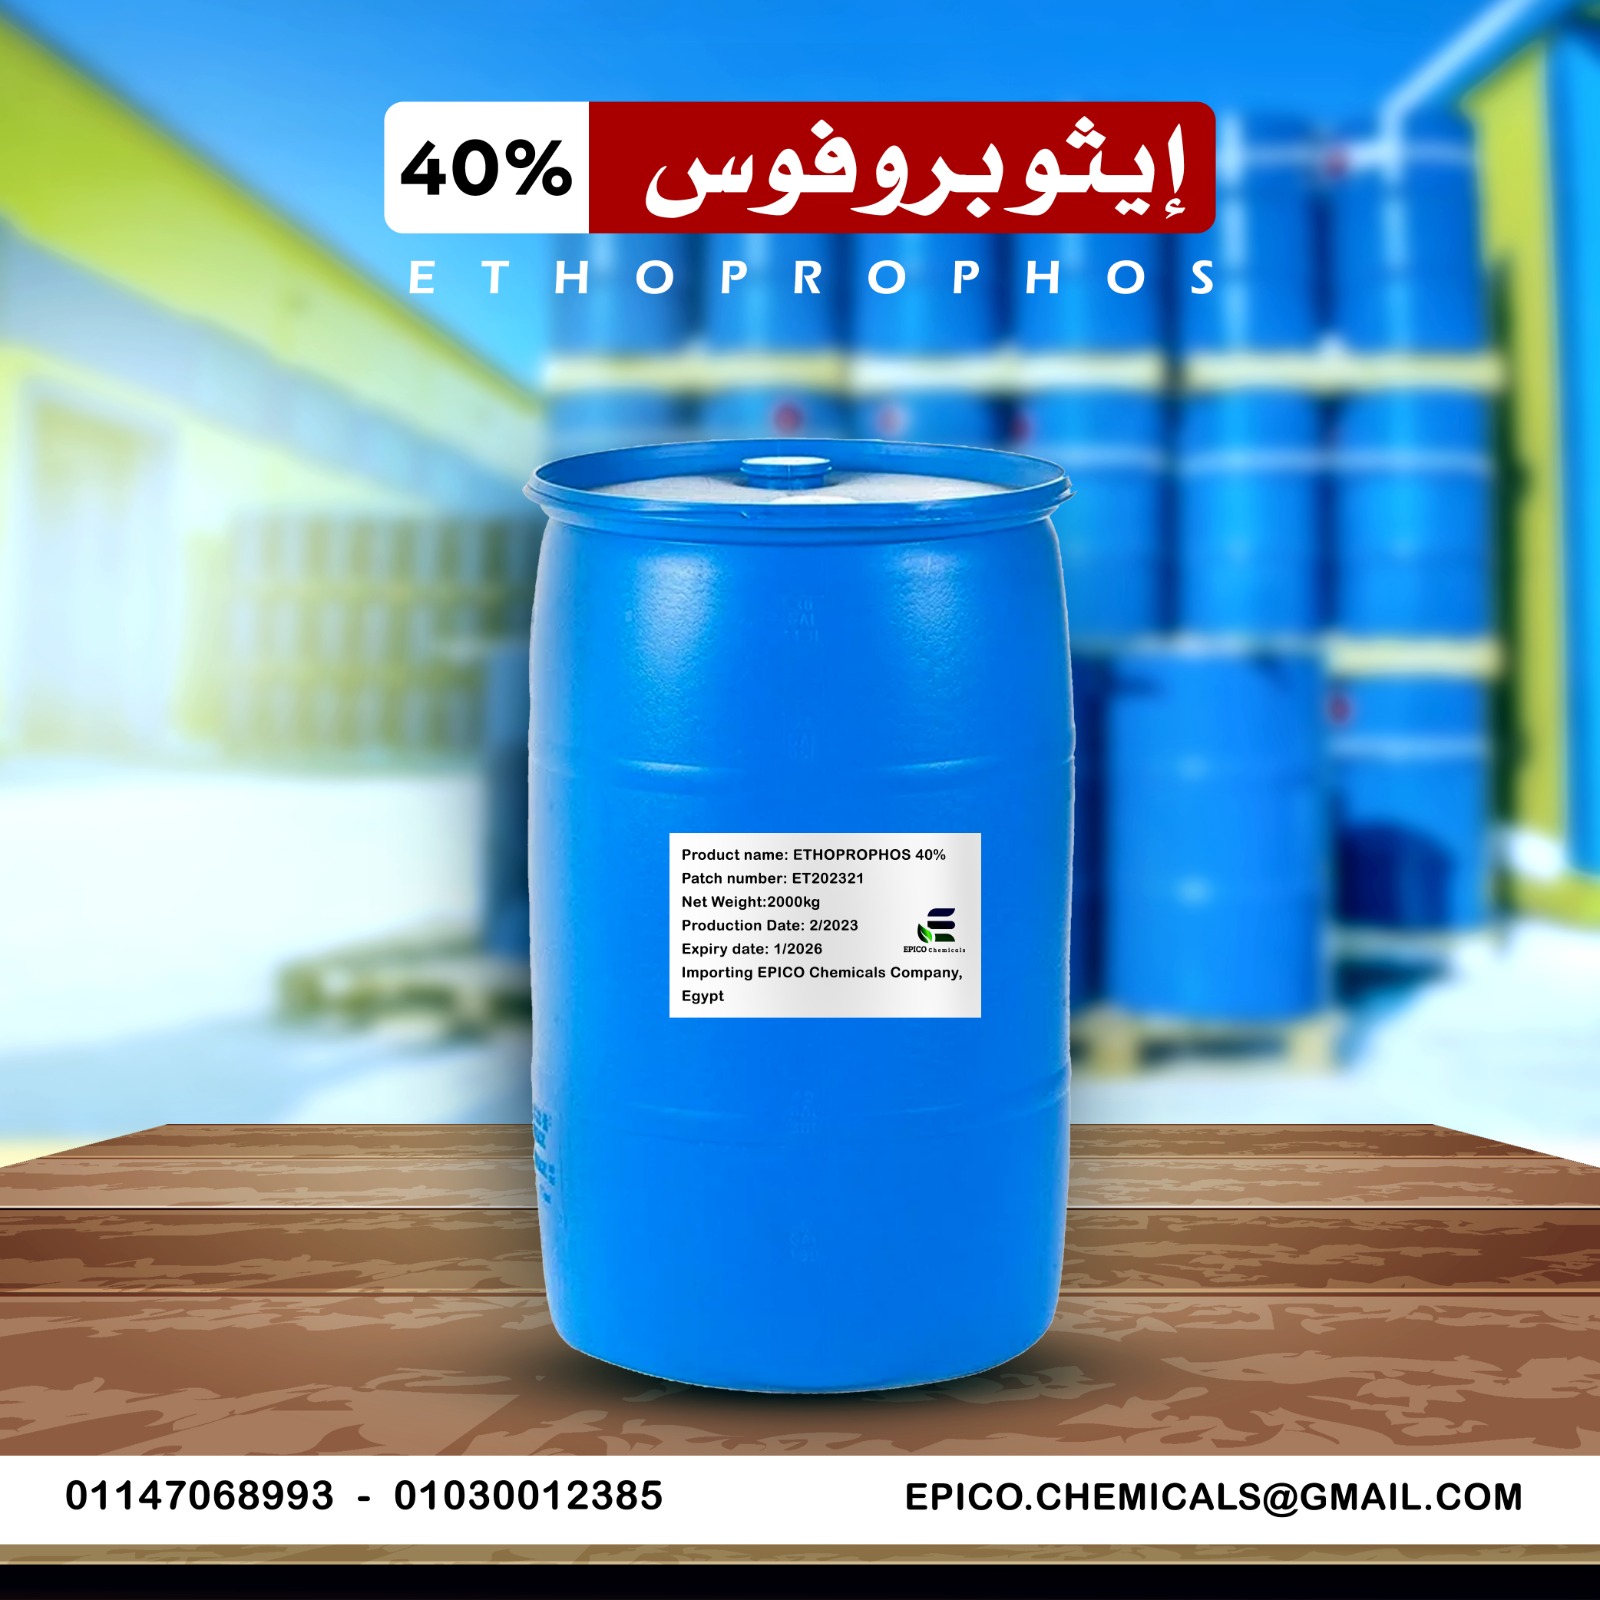 إيثوبروفوس 40%
ETHOPROPHOS
Product name: ETHOPROPHOS 40%
Patch number: ET202321
Net Weight:2000kg
Production Date: 2/2023
Expiry date: 1/2026
Importing EPICO Chemicals Company,
Egypt
EPICO Chemicals
01147068993 - 01030012385
EPICO.CHEMICALS@GMAIL.COM